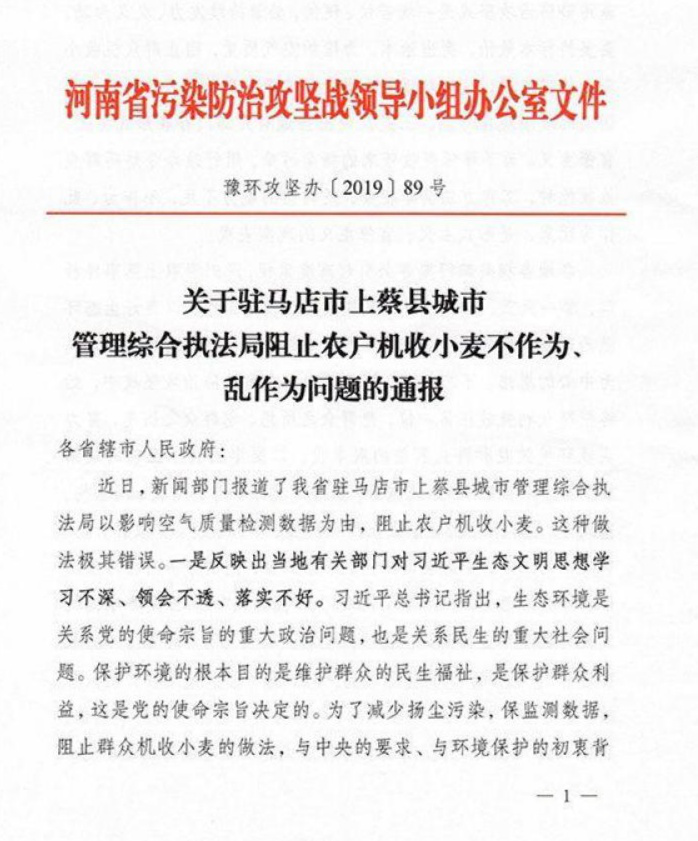 河南省污染防治攻坚战领导小组办公室文件
豫环攻坚办〔2019〕89号
关于驻马店市上蔡县城市
管理综合执法局阻止农户机收小麦不作为、
乱作为问题的通报
各省辖市人民政府:
近日,新闻部门报道了我省驻马店市上蔡县城市管理综合执
法局以影响空气质量检测数据为由,阻止农户机收小麦。这种做
法极其错误。一是反映出当地有关部门对习近平生态文明思想学
习不深、领会不透、落实不好。习近平总书记指出,生态环境是
关系党的使命宗旨的重大政治问题,也是关系民生的重大社会问
题。保护环境的根本目的是维护群众的民生福祉,是保护群众利
益,这是党的使命宗旨决定的。为了减少扬尘污染,保监测数据,
阻止群众机收小麦的做法,与中央的要求、与环境保护的初衷背
— 1 —